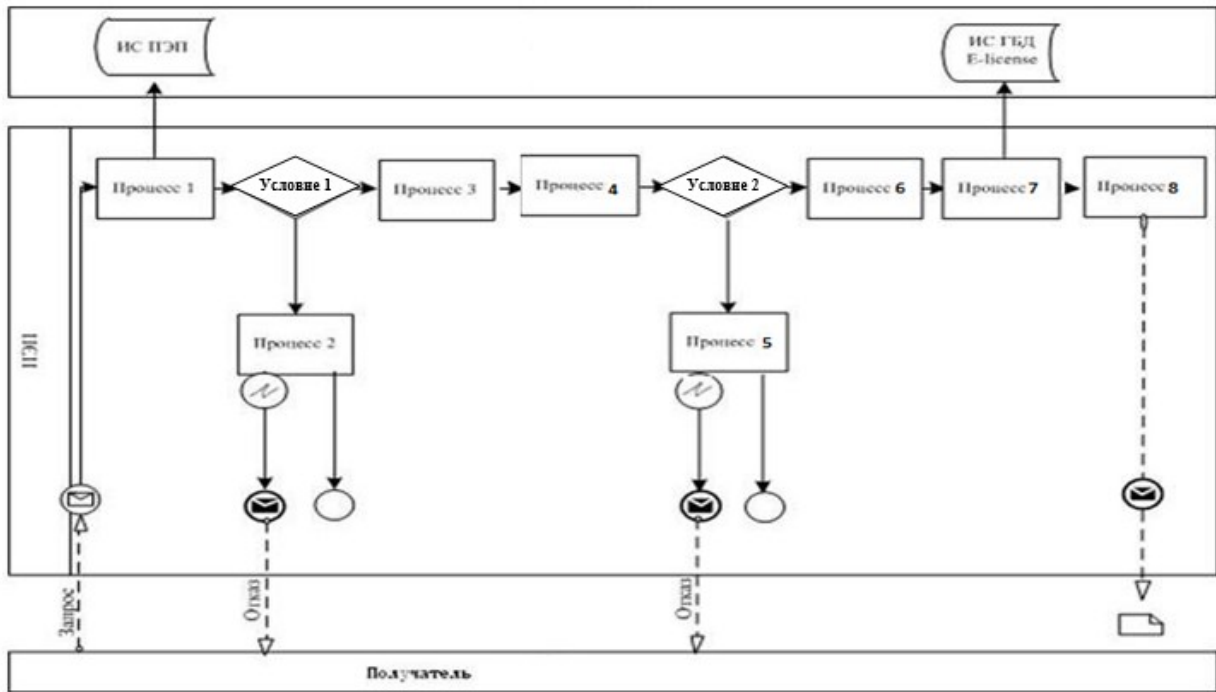 ИС ПЭП
ИС ГБД
E-license
Процесс 1
Условие 1
Процесс 3
Процесс 4
Условие 2
Процесс 6
Процесс 7
Процесс 8
Процесс 2
Процесс 5
ПЭП
Запрос
Отказ
Отказ
Получатель